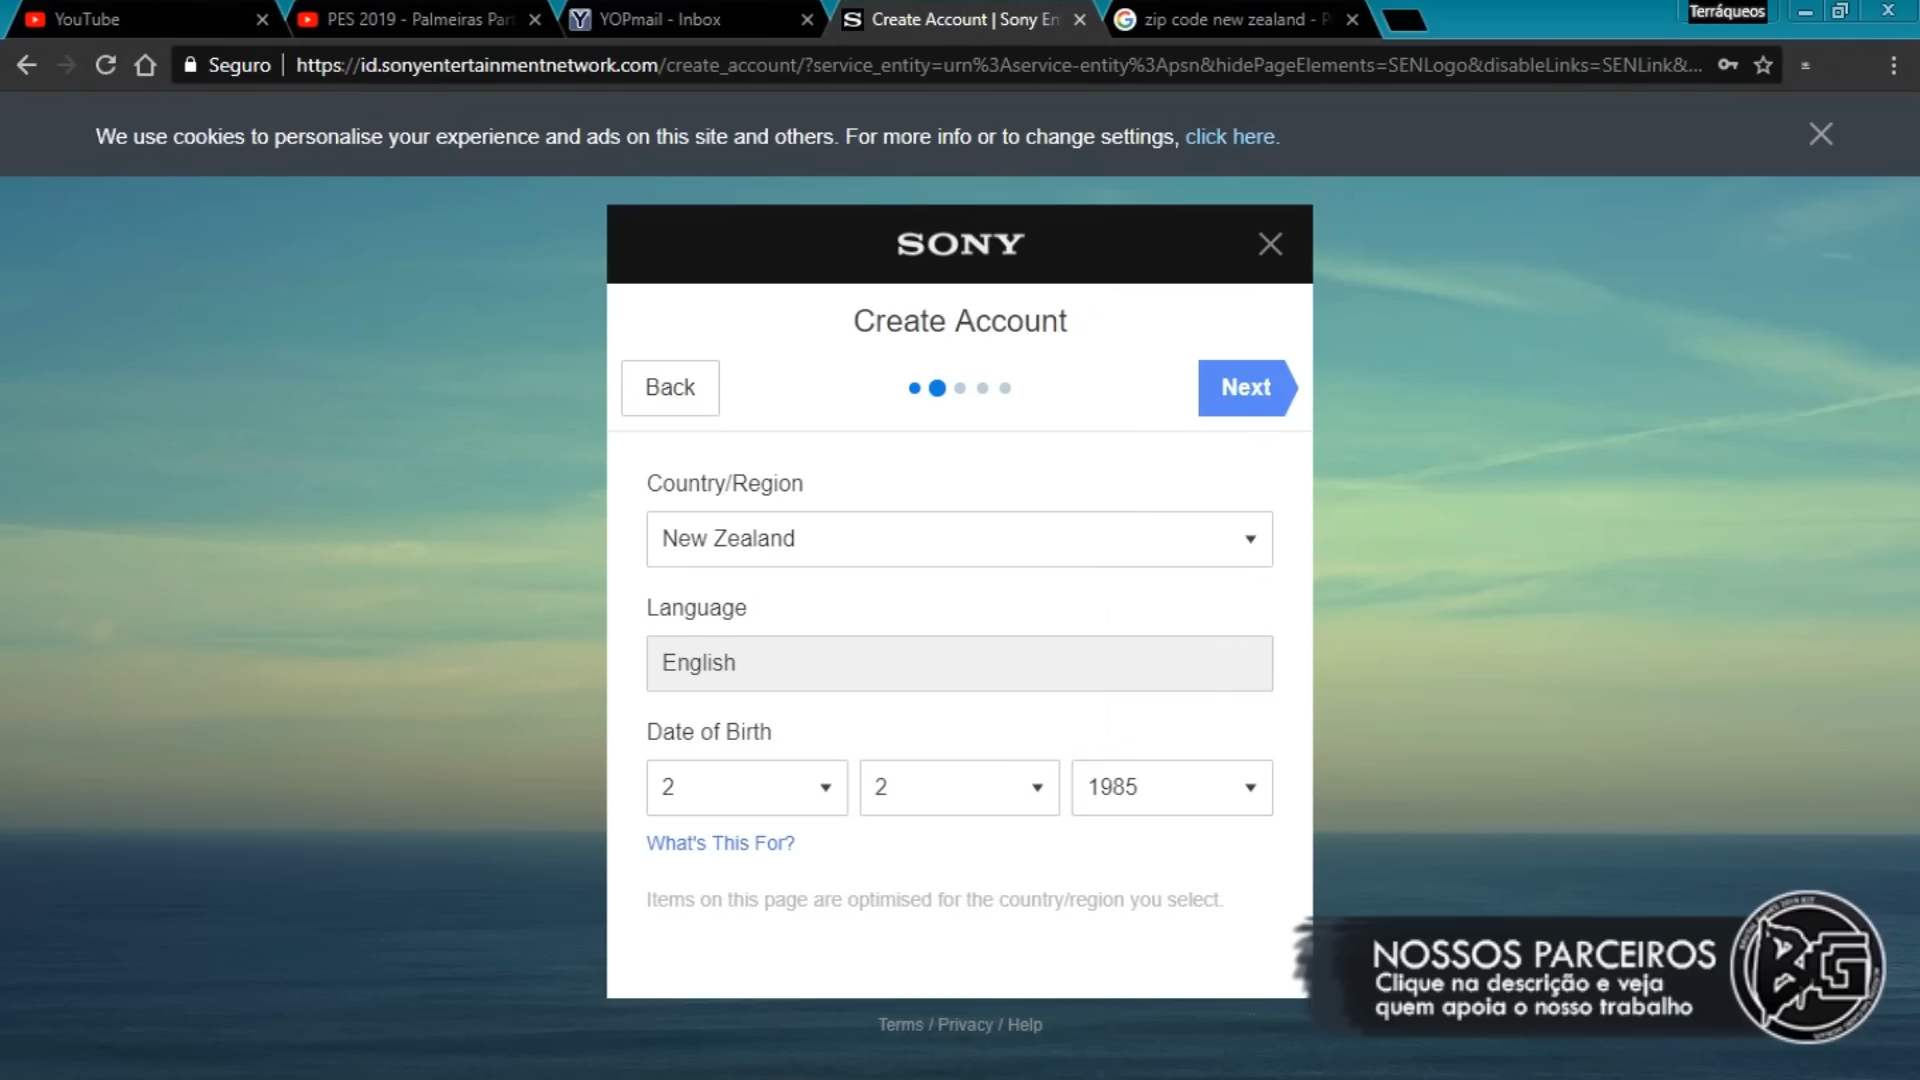 YouTube
PES 2019 - Palmeiras Par
YOPmail - Inbox
S Create Account | Sony En
zip code new zealand - P
Terráqueos
Seguro | https://id.sonyentertainmentnetwork.com/create_account/?service_entity=urn%3Aservice-entity%3Apsn&hidePageElements=SENLogo&disableLinks=SENLink&...
We use cookies to personalise your experience and ads on this site and others. For more info or to change settings, click here.
SONY
Create Account
Back
Next
Country/Region
New Zealand
Language
English
Date of Birth
2
2
1985
What's This For?
Items on this page are optimised for the country/region you select.
NOSSOS PARCEIROS
Clique na descrição e veja
quem apoia o nosso trabalho
Terms / Privacy / Help